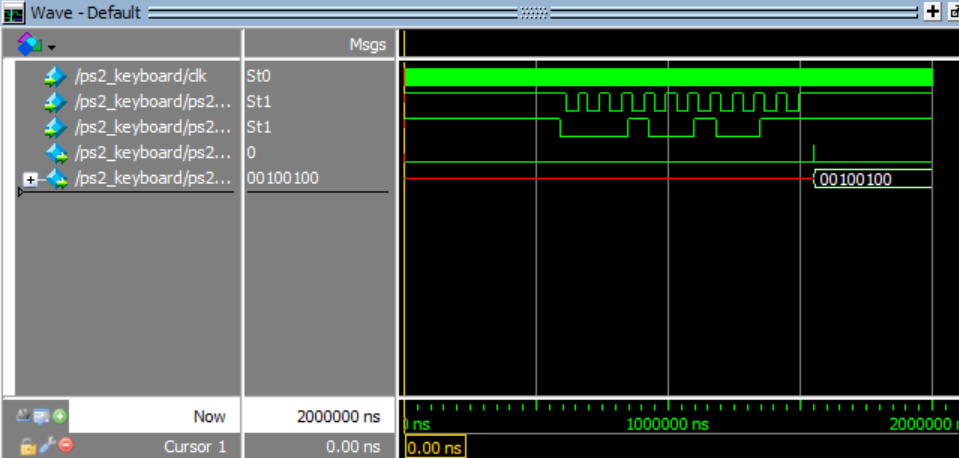 Wave - Default
Msgs
/ps2_keyboard/clk St0
/ps2_keyboard/ps2... St1
/ps2_keyboard/ps2... St1
/ps2_keyboard/ps2... 0
/ps2_keyboard/ps2... 00100100 00100100
Now 2000000 ns ns 1000000 ns 2000000
Cursor 1 0.00 ns 0.00 ns